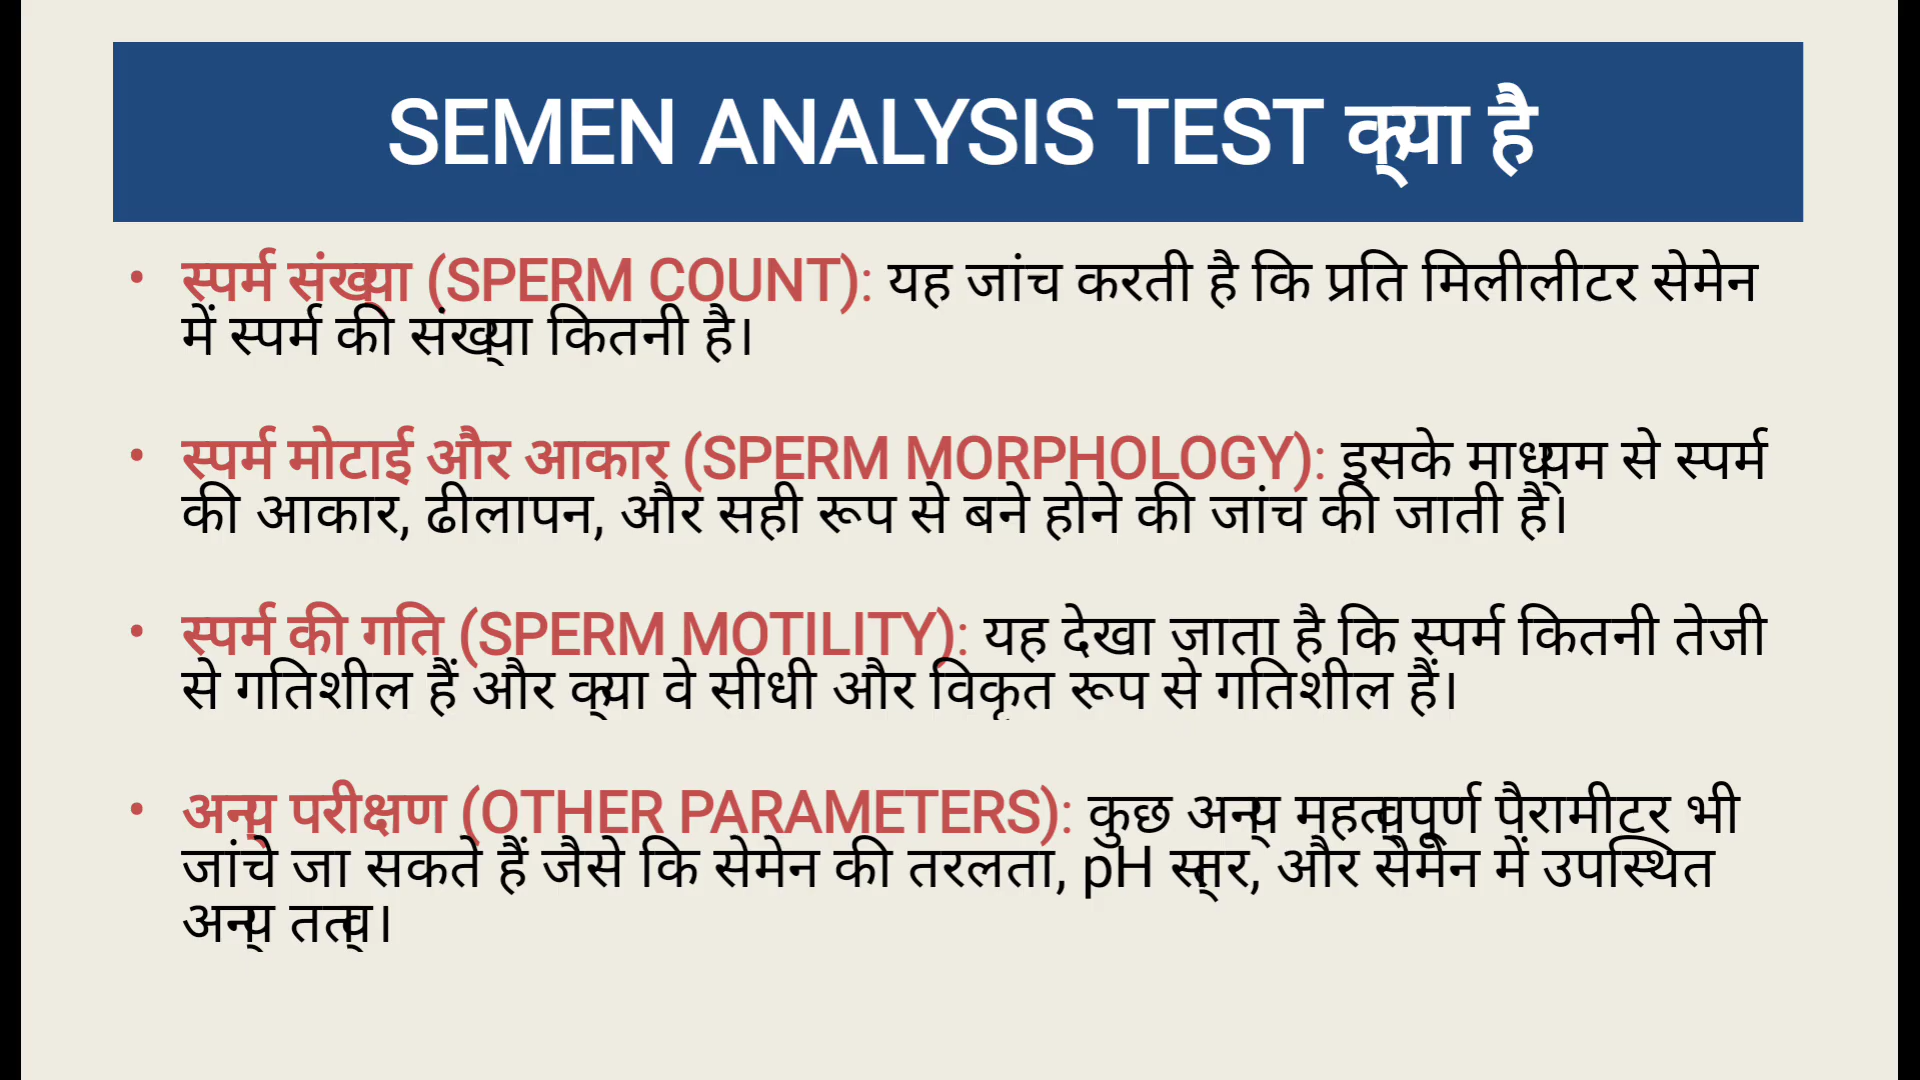 SEMEN ANALYSIS TEST क्या है
• स्पर्म संख्या (SPERM COUNT): यह जांच करती है कि प्रति मिलीलीटर सेमेन
में स्पर्म की संख्या कितनी है।
• स्पर्म मोटाई और आकार (SPERM MORPHOLOGY): इसके माध्यम से स्पर्म
की आकार, ढीलापन, और सही रूप से बने होने की जांच की जाती है।
• स्पर्म की गति (SPERM MOTILITY): यह देखा जाता है कि स्पर्म कितनी तेजी
से गतिशील हैं और क्या वे सीधी और विकृत रूप से गतिशील हैं।
• अन्य परीक्षण (OTHER PARAMETERS): कुछ अन्य महत्वपूर्ण पैरामीटर भी
जांचे जा सकते हैं जैसे कि सेमेन की तरलता, pH स्तर, और सेमेन में उपस्थित
अन्य तत्व।